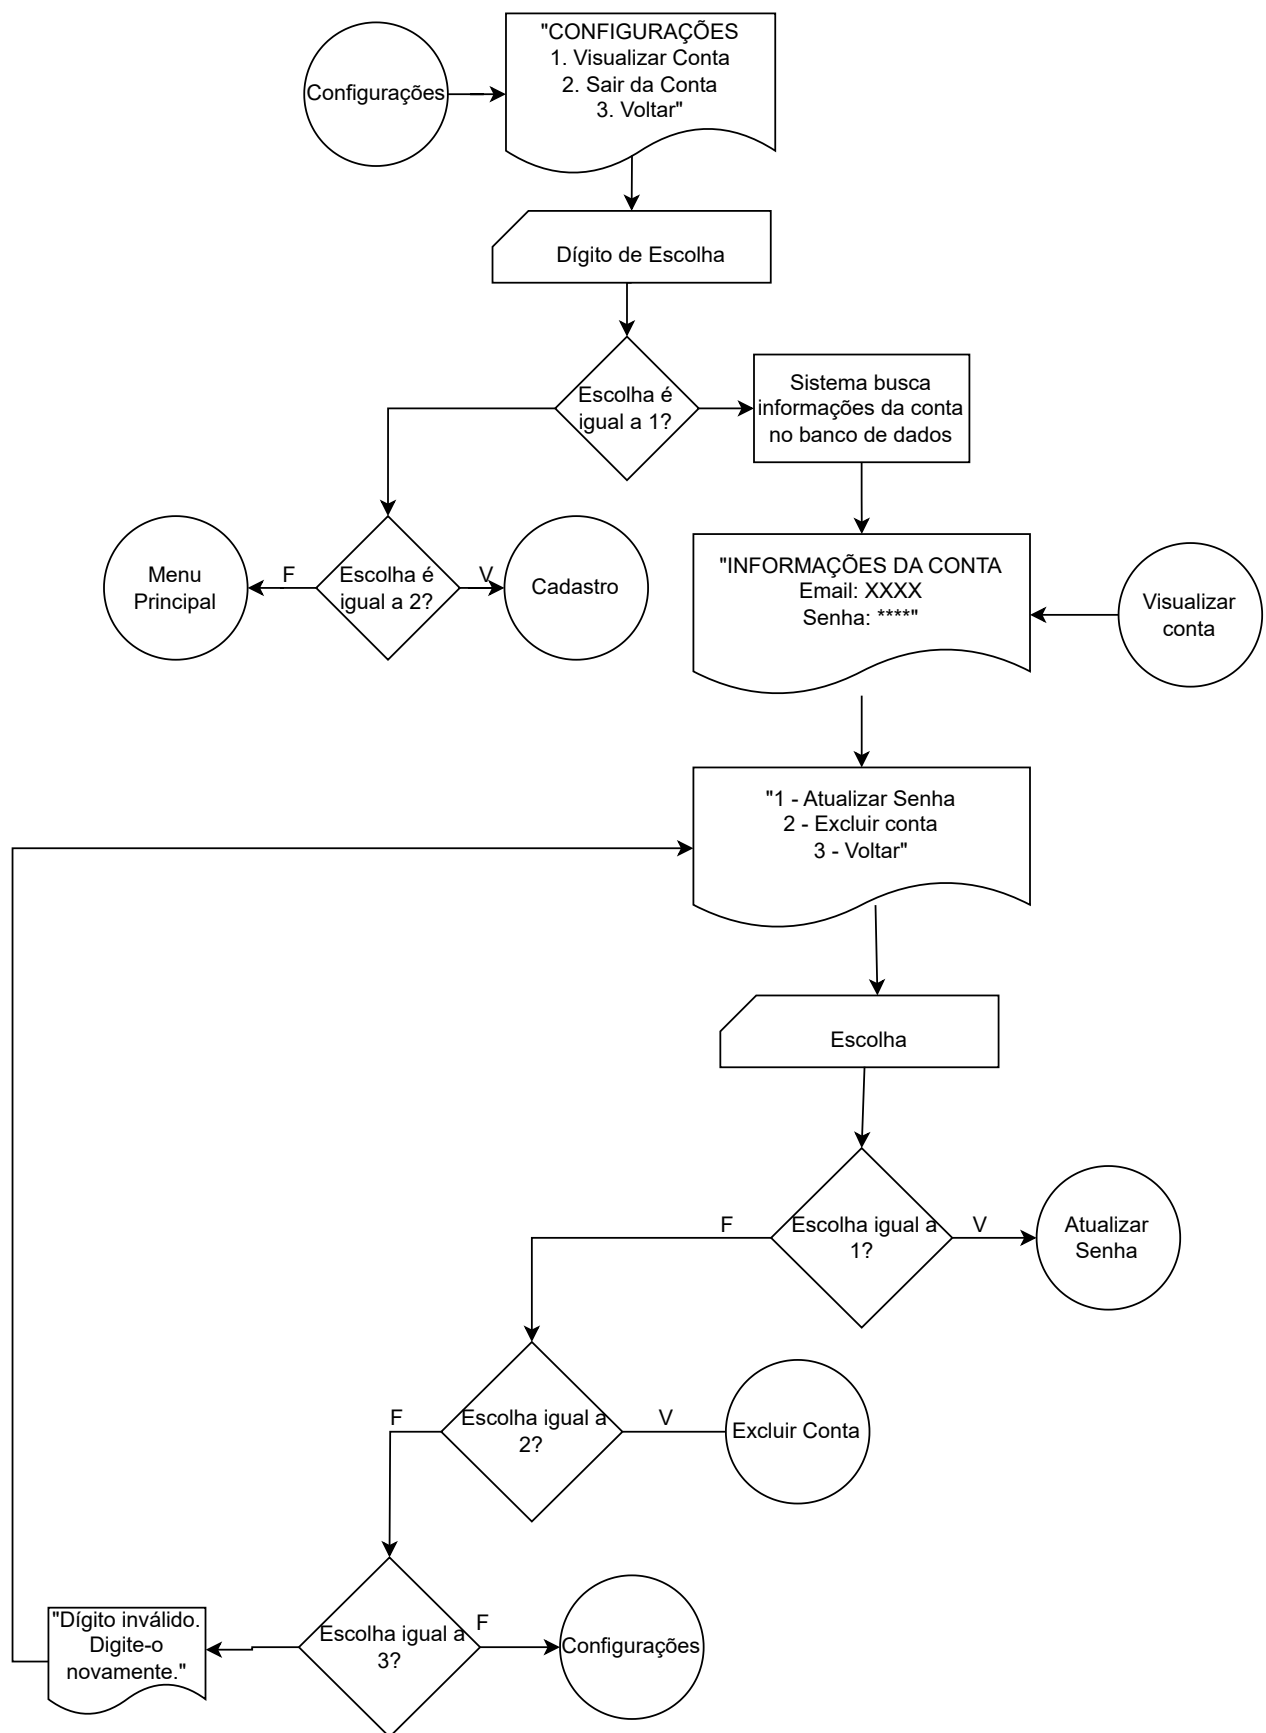 Configurações
"CONFIGURAÇÕES
1. Visualizar Conta
2. Sair da Conta
3. Voltar"
Dígito de Escolha
Escolha é
igual a 1?
Sistema busca
informações da conta
no banco de dados
Menu
Principal
F
Escolha é
igual a 2?
V
Cadastro
"INFORMAÇÕES DA CONTA
Email: XXXX
Senha: ****"
Visualizar
conta
"1 - Atualizar Senha
2 - Excluir conta
3 - Voltar"
Escolha
F
Escolha igual a
1?
V
Atualizar
Senha
F
Escolha igual a
2?
V
Excluir Conta
"Dígito inválido.
Digite-o
novamente."
Escolha igual a
3?
F
Configurações